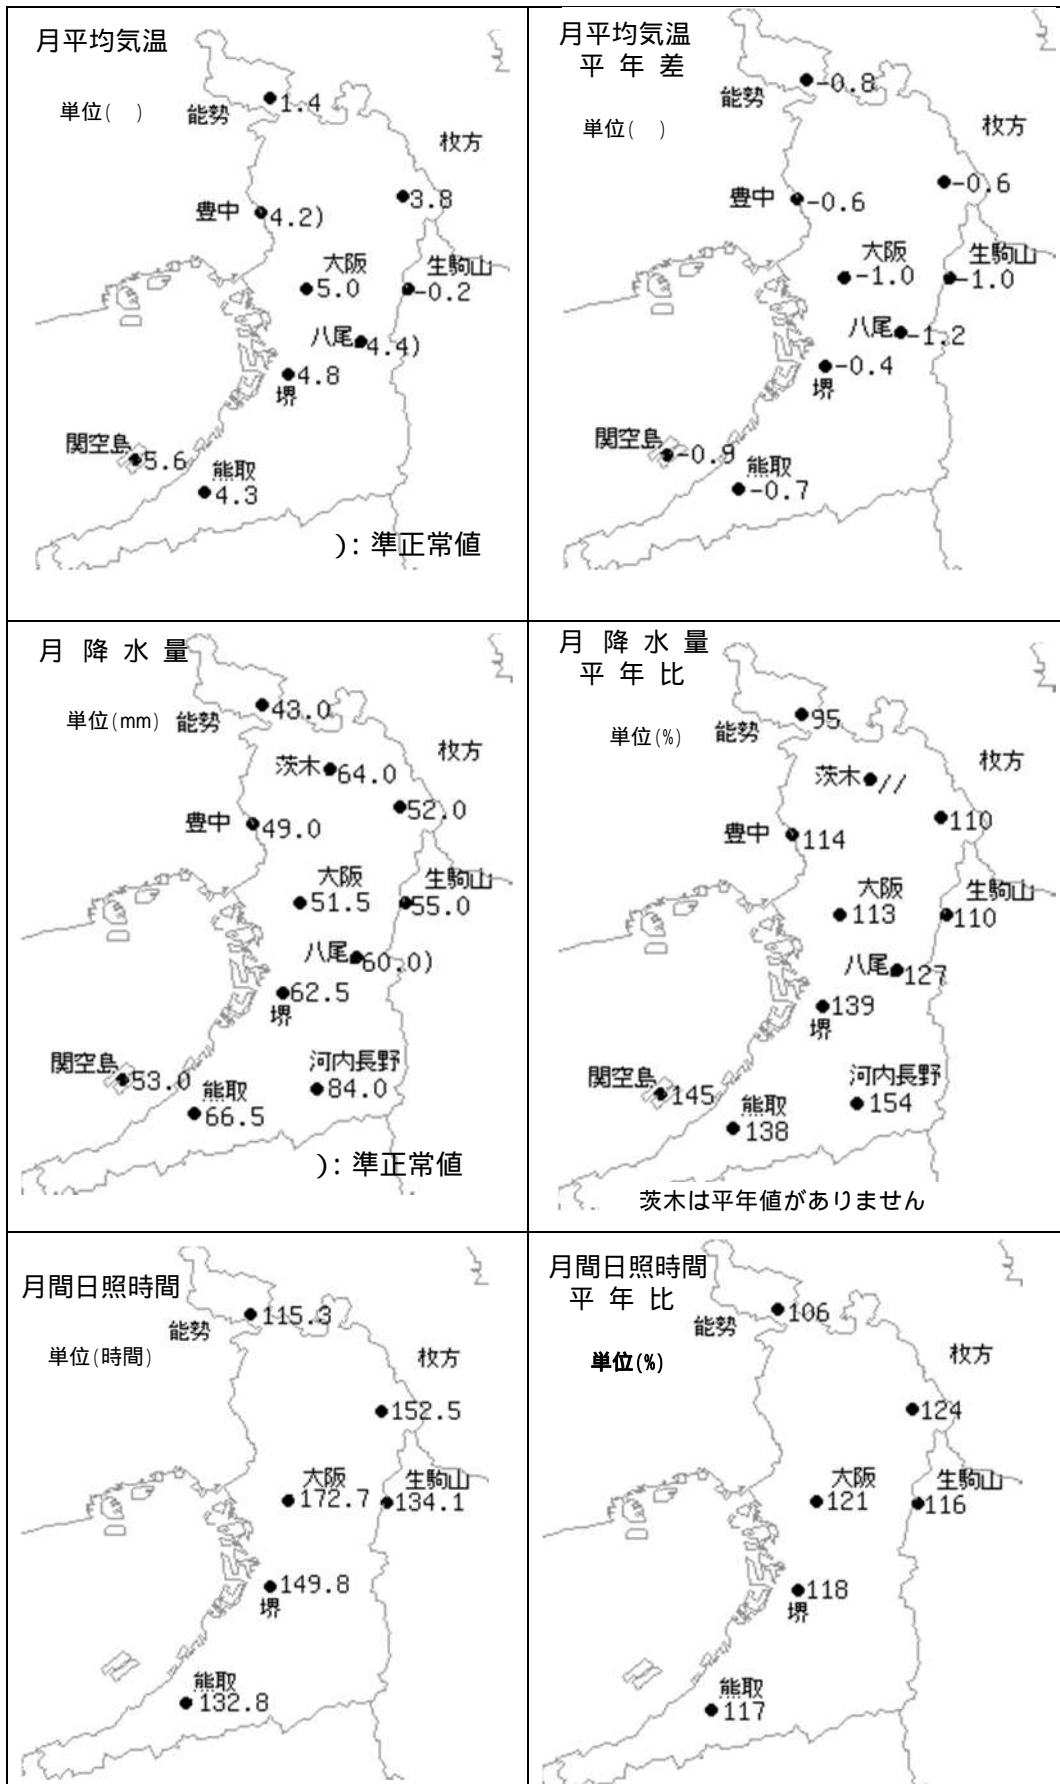 月平均気温
単位( )
能勢
1.4
枚方
3.8
豊中
4.2)
大阪
5.0
生駒山
-0.2
八尾
4.4)
4.8
堺
関空島
5.6
熊取
4.3
)：準正常値
月平均気温
平 年 差
単位( )
能勢
-0.8
枚方
-0.6
豊中
-0.6
大阪
-1.0
生駒山
-1.0
八尾
-1.2
-0.4
堺
関空島
-0.9
熊取
-0.7
月 降 水 量
単位(mm)
能勢
43.0
茨木
64.0
枚方
52.0
豊中
49.0
大阪
51.5
生駒山
55.0
八尾
60.0)
62.5
堺
関空島
53.0
熊取
66.5
河内長野
84.0
)：準正常値
月 降 水 量
平 年 比
単位(%)
能勢
95
茨木
//
枚方
110
豊中
114
大阪
113
生駒山
110
八尾
127
139
堺
関空島
145
熊取
138
河内長野
154
茨木は平年値がありません
月間日照時間
単位(時間)
能勢
115.3
枚方
152.5
大阪
172.7
生駒山
134.1
149.8
堺
熊取
132.8
月間日照時間
平 年 比
単位(%)
能勢
106
枚方
124
大阪
121
生駒山
116
118
堺
熊取
117